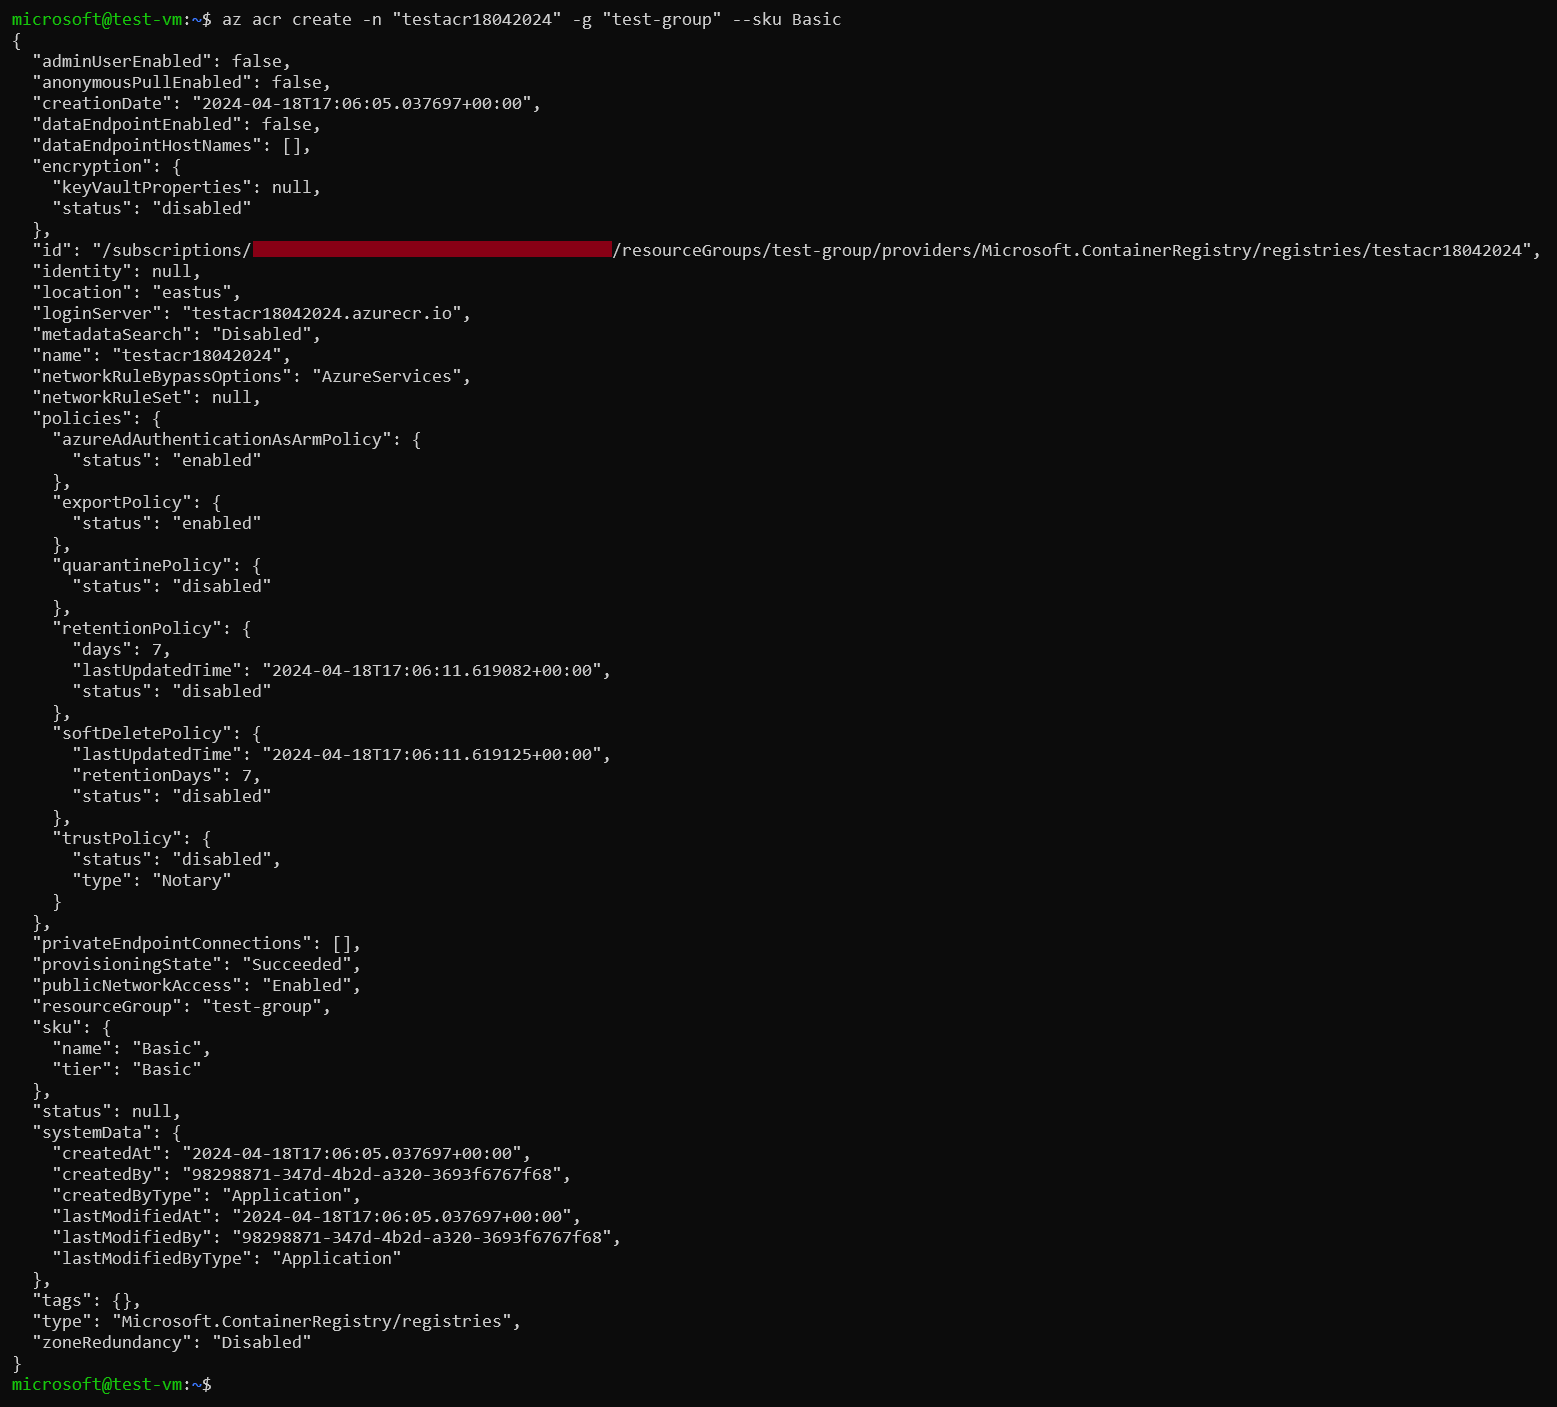 microsoft@test-vm:~$ az acr create -n "testacr18042024" -g "test-group" --sku Basic
{
  "adminUserEnabled": false,
  "anonymousPullEnabled": false,
  "creationDate": "2024-04-18T17:06:05.037697+00:00",
  "dataEndpointEnabled": false,
  "dataEndpointHostNames": [],
  "encryption": {
    "keyVaultProperties": null,
    "status": "disabled"
  },
  "id": "/subscriptions/ /resourceGroups/test-group/providers/Microsoft.ContainerRegistry/registries/testacr18042024",
  "identity": null,
  "location": "eastus",
  "loginServer": "testacr18042024.azurecr.io",
  "metadataSearch": "Disabled",
  "name": "testacr18042024",
  "networkRuleBypassOptions": "AzureServices",
  "networkRuleSet": null,
  "policies": {
    "azureAdAuthenticationAsArmPolicy": {
      "status": "enabled"
    },
    "exportPolicy": {
      "status": "enabled"
    },
    "quarantinePolicy": {
      "status": "disabled"
    },
    "retentionPolicy": {
      "days": 7,
      "lastUpdatedTime": "2024-04-18T17:06:11.619082+00:00",
      "status": "disabled"
    },
    "softDeletePolicy": {
      "lastUpdatedTime": "2024-04-18T17:06:11.619125+00:00",
      "retentionDays": 7,
      "status": "disabled"
    },
    "trustPolicy": {
      "status": "disabled",
      "type": "Notary"
    }
  },
  "privateEndpointConnections": [],
  "provisioningState": "Succeeded",
  "publicNetworkAccess": "Enabled",
  "resourceGroup": "test-group",
  "sku": {
    "name": "Basic",
    "tier": "Basic"
  },
  "status": null,
  "systemData": {
    "createdAt": "2024-04-18T17:06:05.037697+00:00",
    "createdBy": "98298871-347d-4b2d-a320-3693f6767f68",
    "createdByType": "Application",
    "lastModifiedAt": "2024-04-18T17:06:05.037697+00:00",
    "lastModifiedBy": "98298871-347d-4b2d-a320-3693f6767f68",
    "lastModifiedByType": "Application"
  },
  "tags": {},
  "type": "Microsoft.ContainerRegistry/registries",
  "zoneRedundancy": "Disabled"
}
microsoft@test-vm:~$